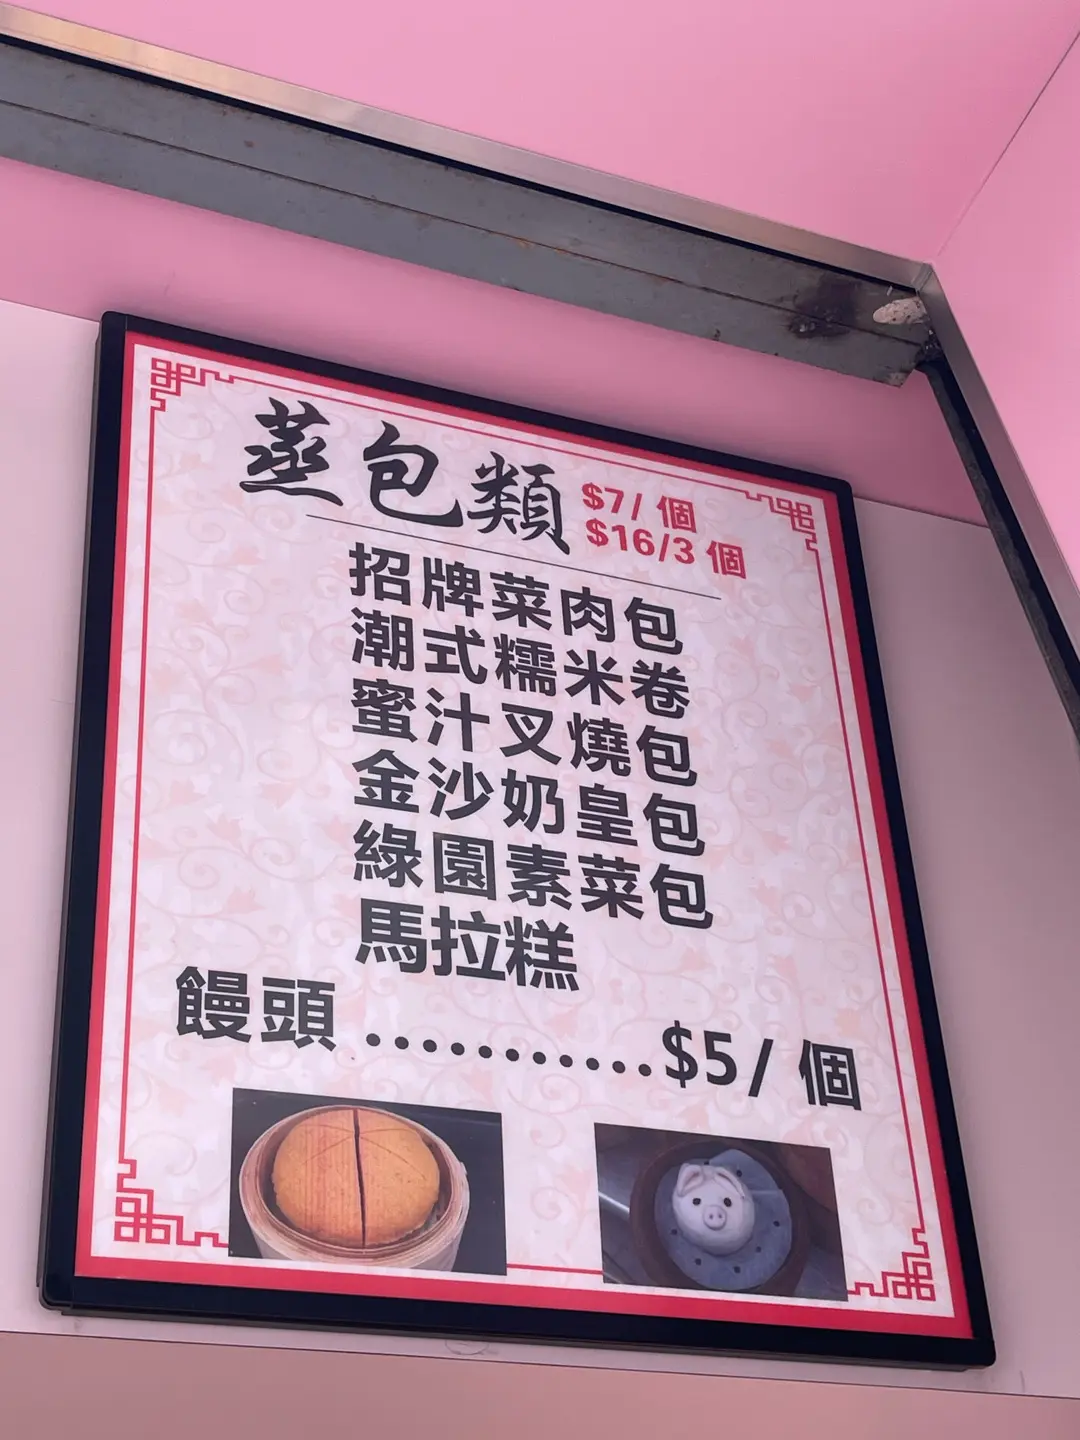 蒸包類
$7/ 個
$16/3 個
招牌菜肉包
潮式糯米卷
蜜汁叉燒包
金沙奶皇包
綠園素菜包
馬拉糕
饅頭 ............$5/ 個